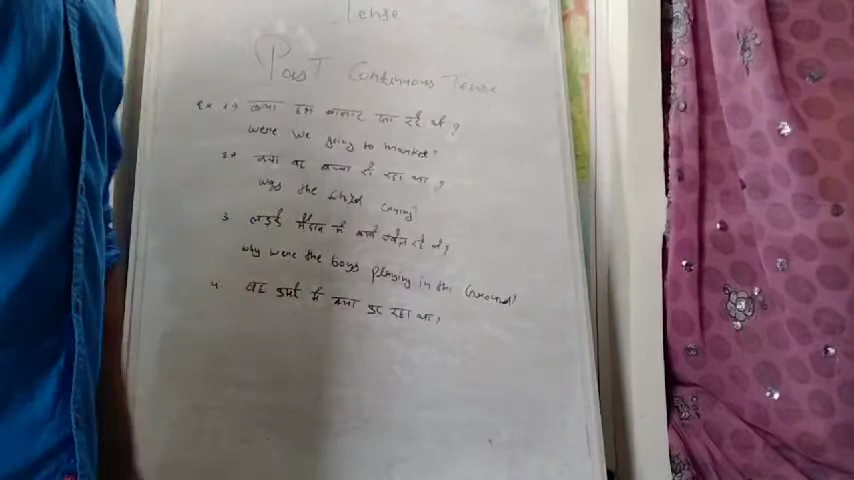 Tense
Past Continuous Tense
Ex 1→ क्या हम बाजार जा रहे थे?
were we going to market?
2→ क्या वह बच्चा रो रहा था?
was the child crying?
3. लड़के मैदान में क्यों खेल रहे थे?
why were the boys playing in the Ground?
4. वह कमरे में क्या कर रहा था?